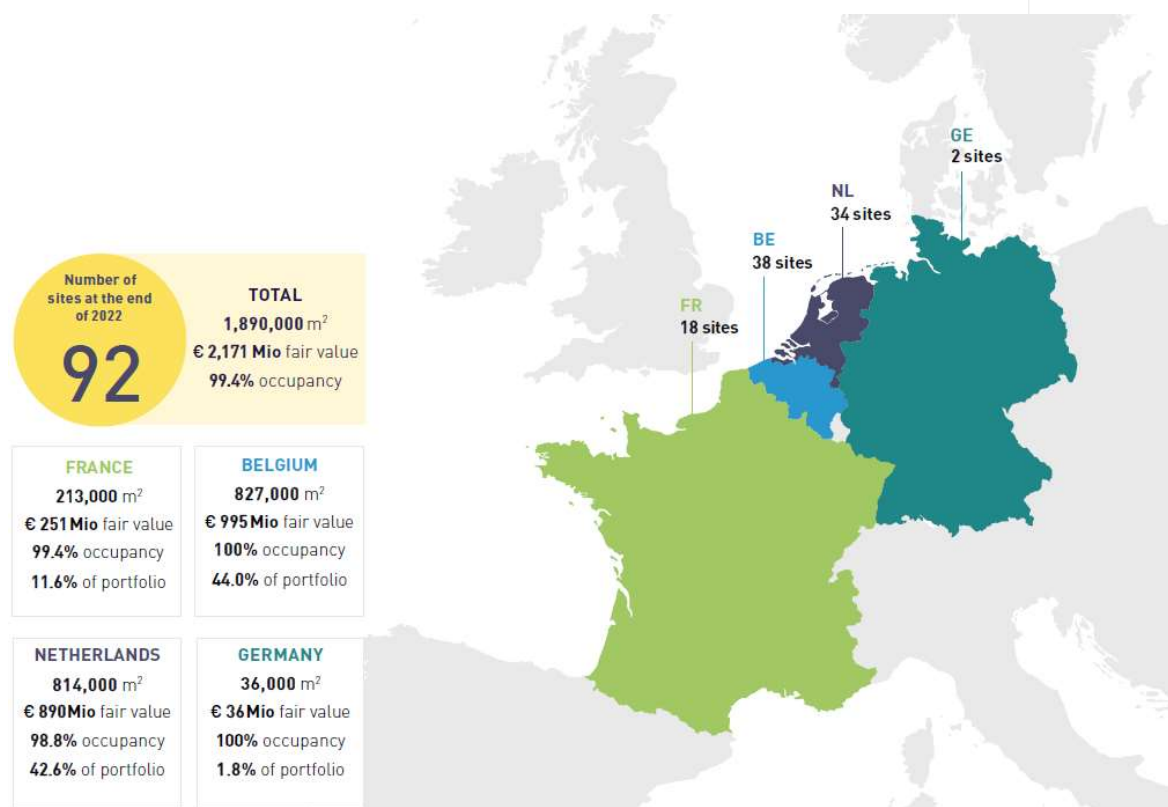 GE
2 sites
NL
34 sites
BE
38 sites
FR
18 sites
Number of
sites at the end
of 2022
92
TOTAL
1,890,000 m²
€ 2,171 Mio fair value
99.4% occupancy
FRANCE
213,000 m²
€ 251 Mio fair value
99.4% occupancy
11.6% of portfolio
BELGIUM
827,000 m²
€ 995 Mio fair value
100% occupancy
44.0% of portfolio
NETHERLANDS
814,000 m²
€ 890 Mio fair value
98.8% occupancy
42.6% of portfolio
GERMANY
36,000 m²
€ 36 Mio fair value
100% occupancy
1.8% of portfolio